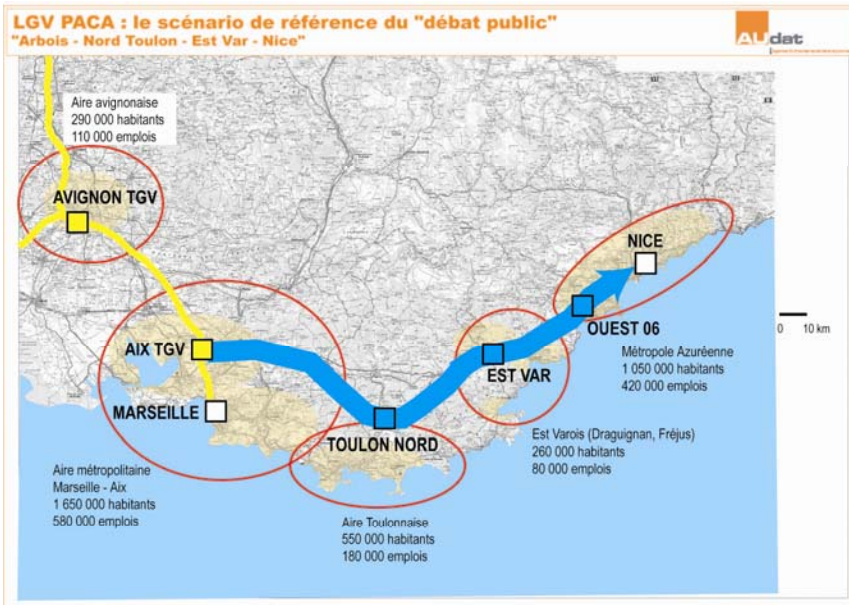 LGV PACA : le scénario de référence du "débat public"
"Arbois - Nord Toulon - Est Var - Nice"
AUdat
Aire avignonaise
290 000 habitants
110 000 emplois
AVIGNON TGV
NICE
OUEST 06
0 10 km
AIX TGV
EST VAR
Métropole Azuréenne
1 050 000 habitants
420 000 emplois
MARSEILLE
TOULON NORD
Est Varois (Draguignan, Fréjus)
260 000 habitants
80 000 emplois
Aire métropolitaine
Marseille - Aix
1 650 000 habitants
580 000 emplois
Aire Toulonnaise
550 000 habitants
180 000 emplois